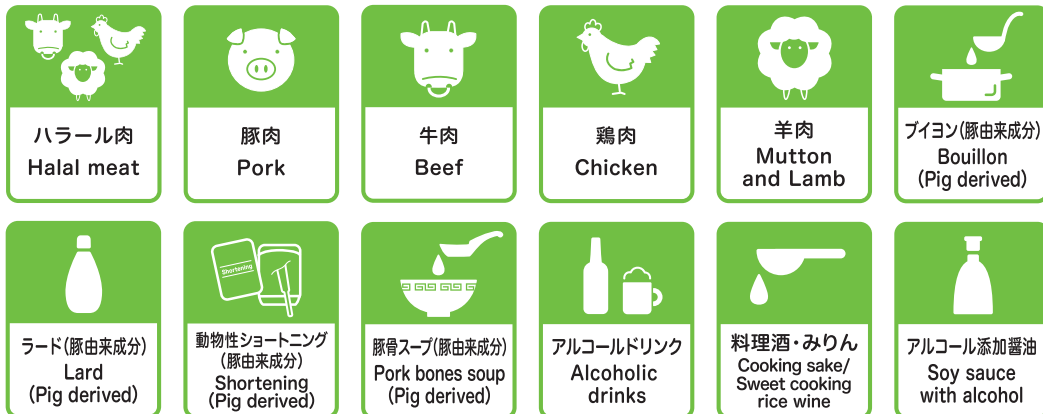 ハラール肉
Halal meat
豚肉
Pork
牛肉
Beef
鶏肉
Chicken
羊肉
Mutton
and Lamb
ブイヨン(豚由来成分)
Bouillon
(Pig derived)
ラード(豚由来成分)
Lard
(Pig derived)
Shortening
動物性ショートニング
(豚由来成分)
Shortening
(Pig derived)
豚骨スープ(豚由来成分)
Pork bones soup
(Pig derived)
アルコールドリンク
Alcoholic
drinks
料理酒・みりん
Cooking sake/
Sweet cooking
rice wine
アルコール添加醤油
Soy sauce
with alcohol